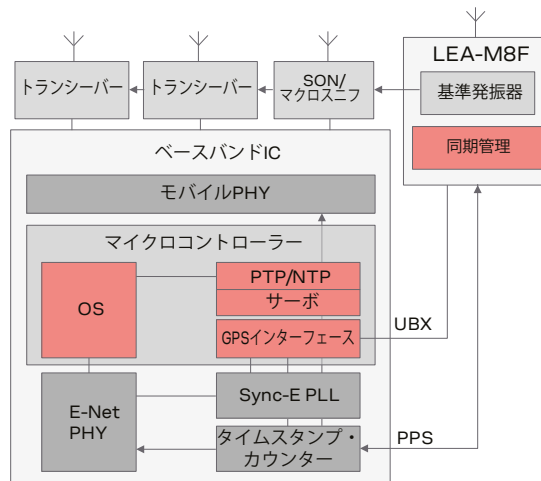 LEA-M8F
トランシーバー
トランシーバー
SON/
マクロスニフ
基準発振器
同期管理
ベースバンドIC
モバイルPHY
マイクロコントローラー
OS
PTP/NTP
サーボ
GPSインターフェース
UBX
E-Net
PHY
Sync-E PLL
タイムスタンプ・
カウンター
PPS